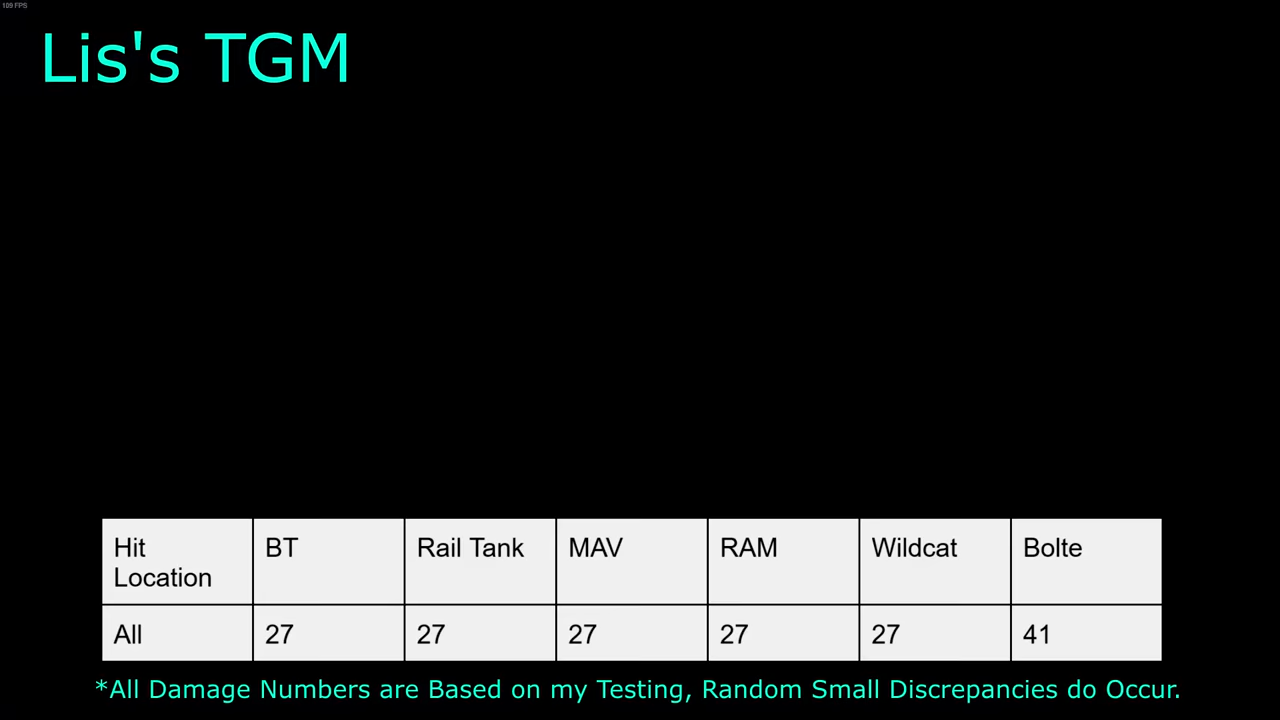 109 FPS
Lis's TGM
Hit Location BT Rail Tank MAV RAM Wildcat Bolte
All 27 27 27 27 27 41
*All Damage Numbers are Based on my Testing, Random Small Discrepancies do Occur.